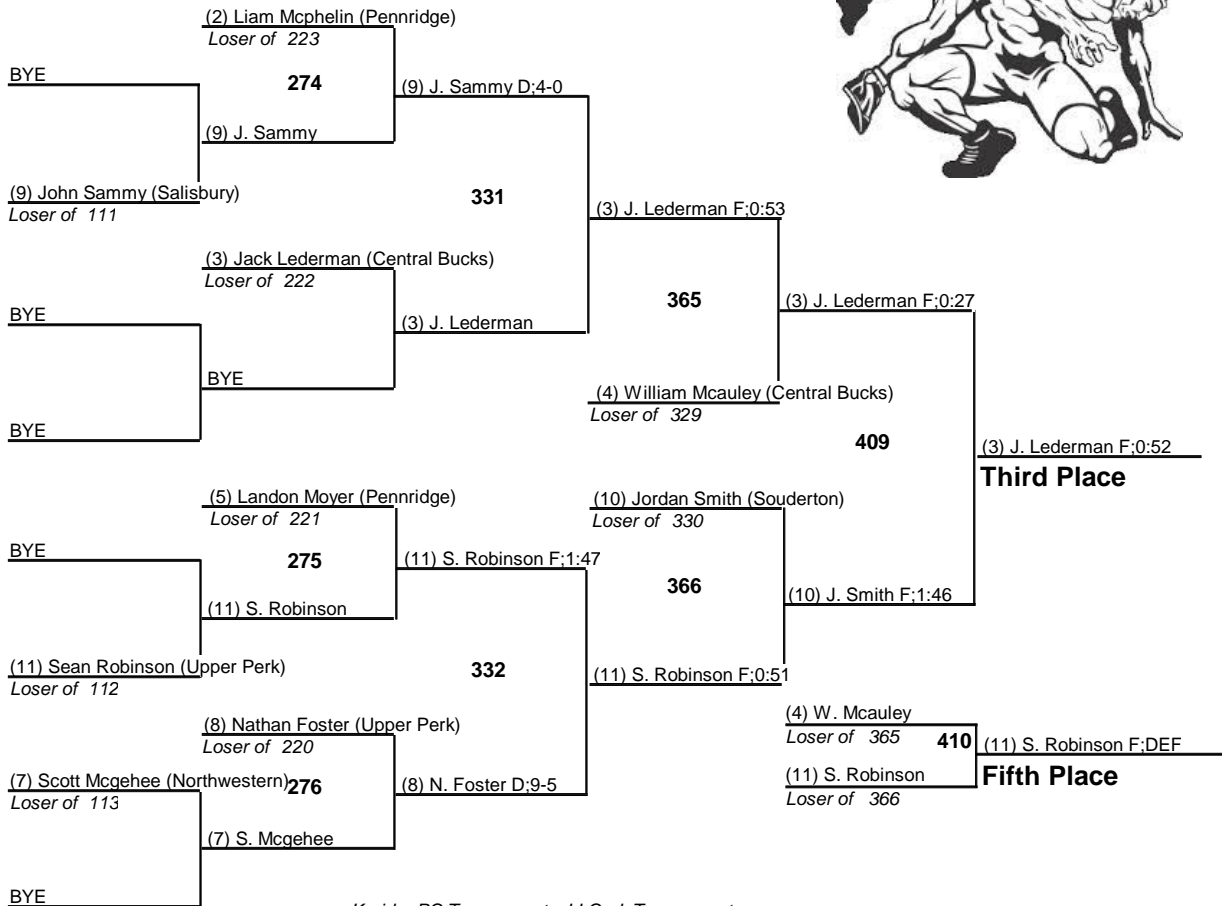 (2) Liam Mcphelin (Pennridge)
Loser of 223
BYE
274
(9) J. Sammy D;4-0
(9) J. Sammy
(9) John Sammy (Salisbury)
Loser of 111
331
(3) J. Lederman F;0:53
(3) Jack Lederman (Central Bucks)
Loser of 222
365
(3) J. Lederman F;0:27
BYE
(3) J. Lederman
BYE
(4) William Mcauley (Central Bucks)
Loser of 329
BYE
409
(3) J. Lederman F;0:52
Third Place
(5) Landon Moyer (Pennridge)
Loser of 221
(10) Jordan Smith (Souderton)
Loser of 330
BYE
275
(11) S. Robinson F;1:47
366
(11) S. Robinson
(10) J. Smith F;1:46
(11) Sean Robinson (Upper Perk)
Loser of 112
332
(11) S. Robinson F;0:51
(8) Nathan Foster (Upper Perk)
Loser of 220
(4) W. Mcauley
Loser of 365
410
(11) S. Robinson F;DEF
Fifth Place
(7) Scott Mcgehee (Northwestern)
Loser of 113
276
(8) N. Foster D;9-5
(11) S. Robinson
Loser of 366
(7) S. Mcgehee
BYE